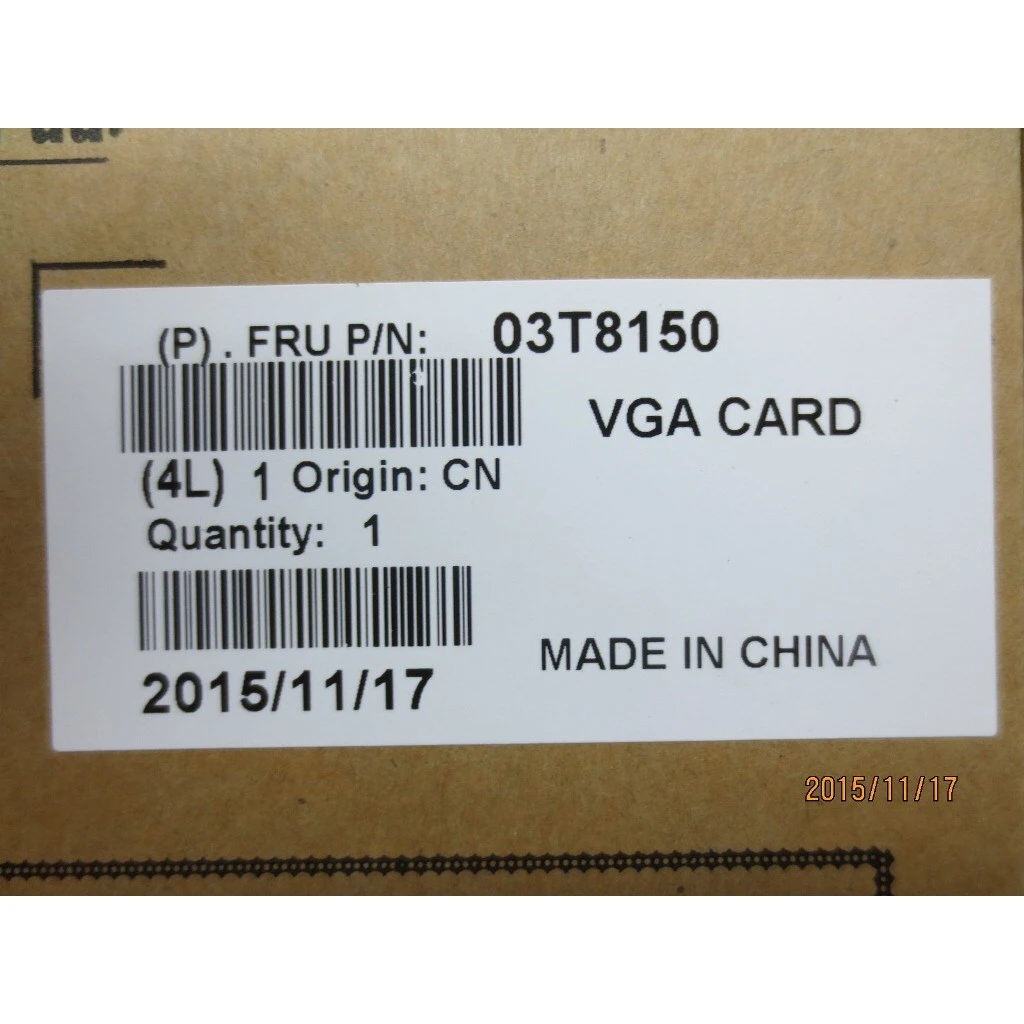 (P) . FRU P/N: 03T8150
VGA CARD
(4L) 1 Origin: CN
Quantity: 1
MADE IN CHINA
2015/11/17
2015/11/17